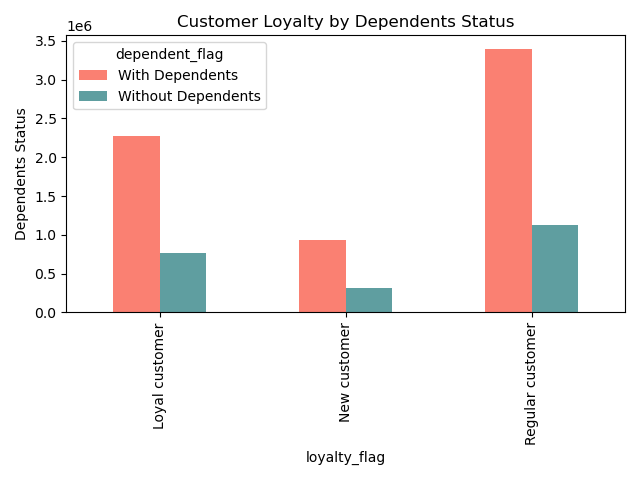 Customer Loyalty by Dependents Status
1e6
3.5
3.0
2.5
2.0
1.5
1.0
0.5
0.0
Dependents Status
dependent_flag
With Dependents
Without Dependents
Loyal customer
New customer
Regular customer
loyalty_flag